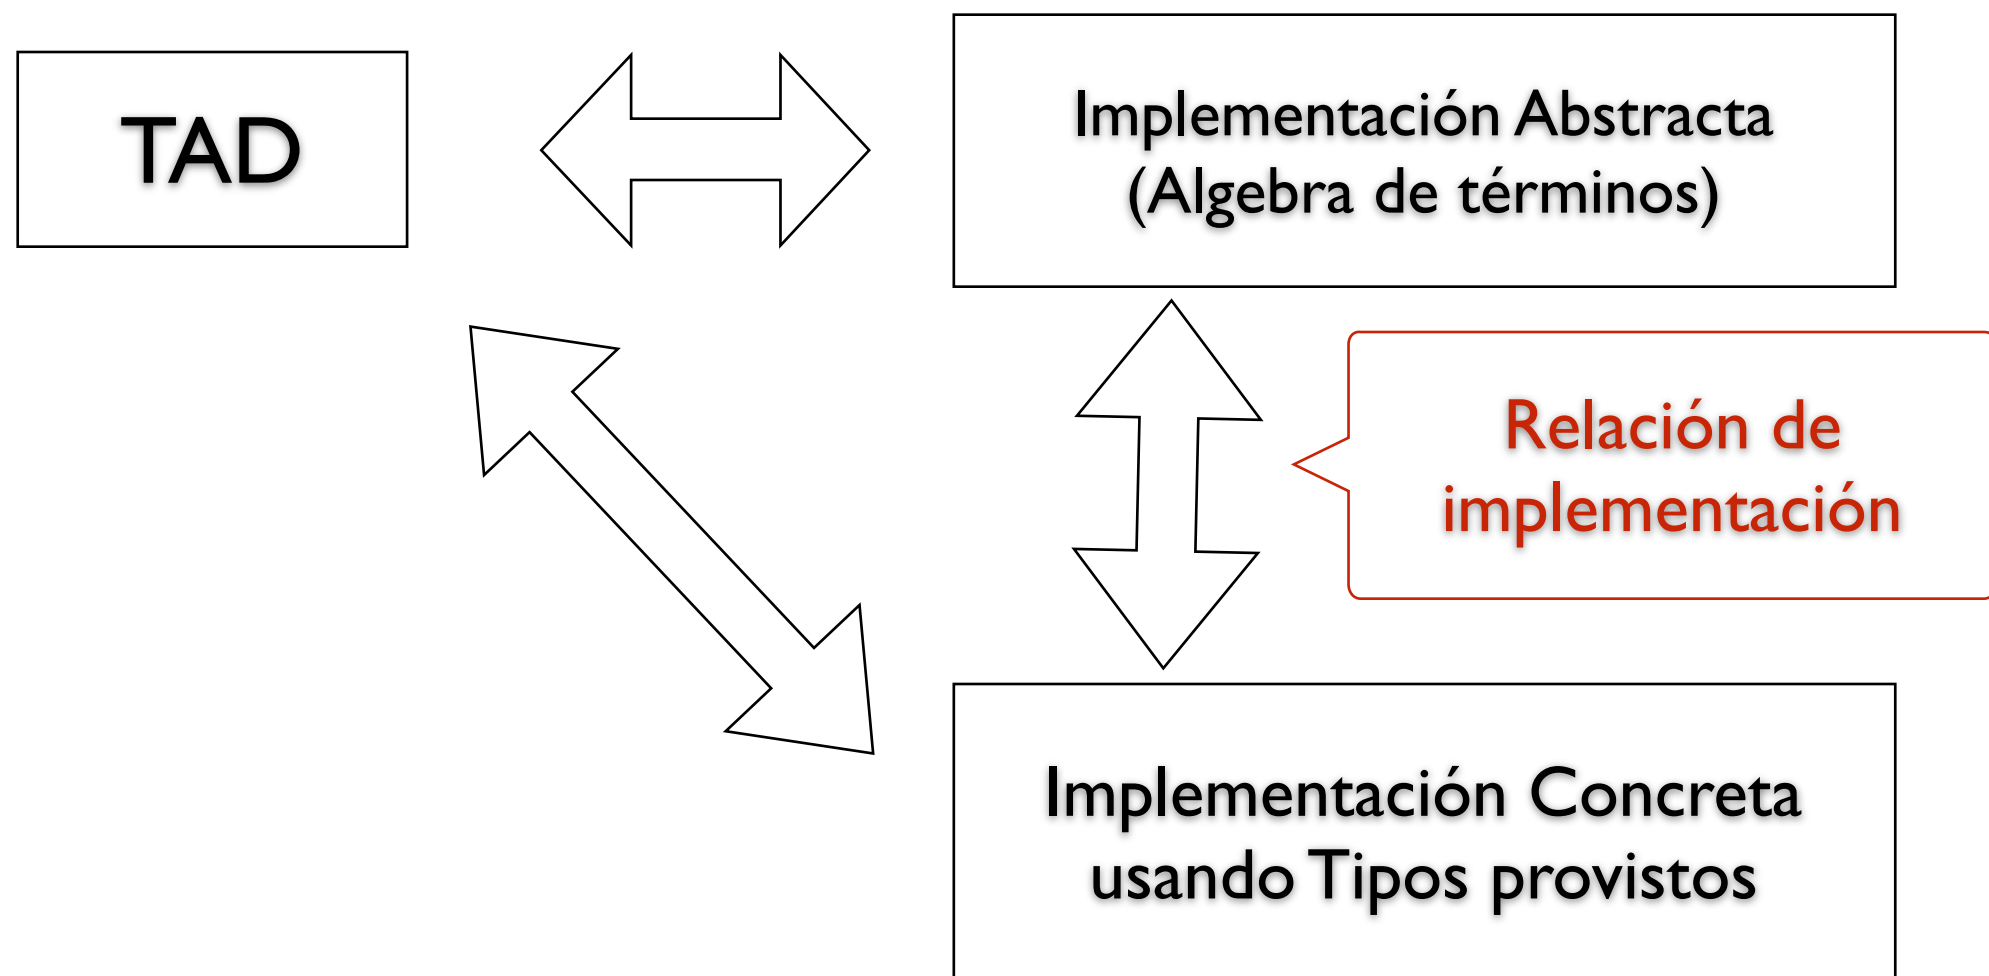 TAD
Implementación Abstracta
(Algebra de términos)
Relación de
implementación
Implementación Concreta
usando Tipos provistos